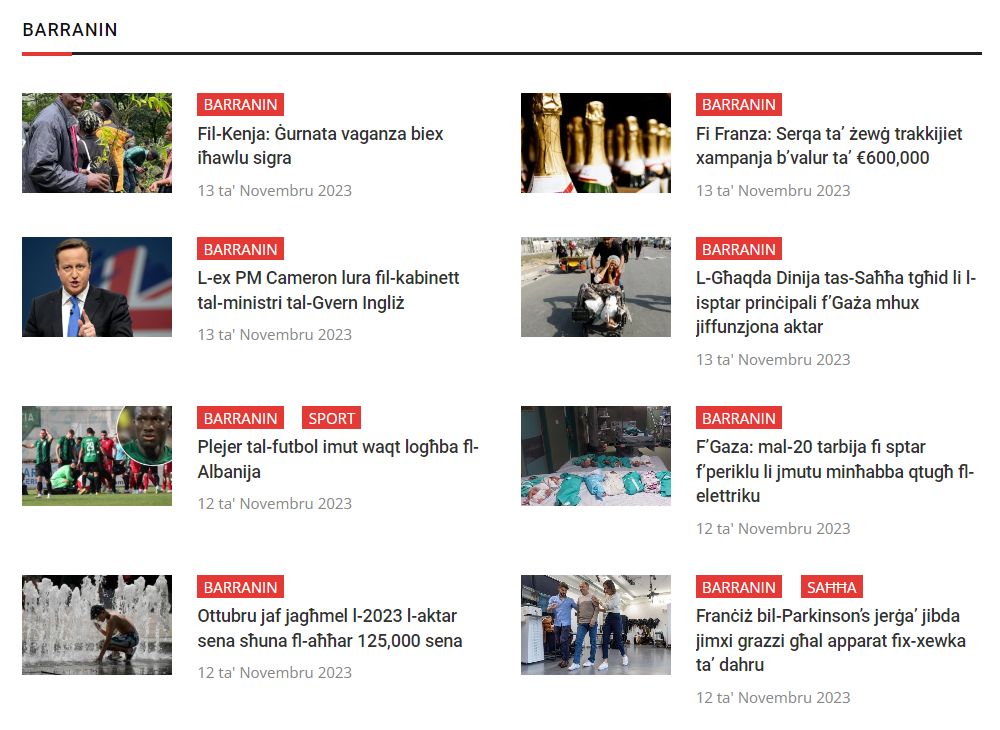 BARRANIN
BARRANIN
Fil-Kenja: Ġurnata vaganza biex
iħawlu sigra
13 ta' Novembru 2023
BARRANIN
Fi Franza: Serqa ta’ żewġ trakkijiet
xampanja b’valur ta’ €600,000
13 ta' Novembru 2023
BARRANIN
L-ex PM Cameron lura fil-kabinett
tal-ministri tal-Gvern Ingliż
13 ta' Novembru 2023
BARRANIN
L-Għaqda Dinija tas-Saħħa tgħid li l-
isptar prinċipali f’Gaża mhux
jiffunzjona aktar
13 ta' Novembru 2023
BARRANIN SPORT
Plejer tal-futbol imut waqt logħba fl-
Albanija
12 ta' Novembru 2023
BARRANIN
F’Gaza: mal-20 tarbija fi sptar
f’periklu li jmutu minħabba qtugħ fl-
elettriku
12 ta' Novembru 2023
BARRANIN
Ottubru jaf jagħmel l-2023 l-aktar
sena sħuna fl-aħħar 125,000 sena
12 ta' Novembru 2023
BARRANIN SAĦĦA
Franċiż bil-Parkinson’s jerġa’ jibda
jimxi grazzi għal apparat fix-xewka
ta’ dahru
12 ta' Novembru 2023